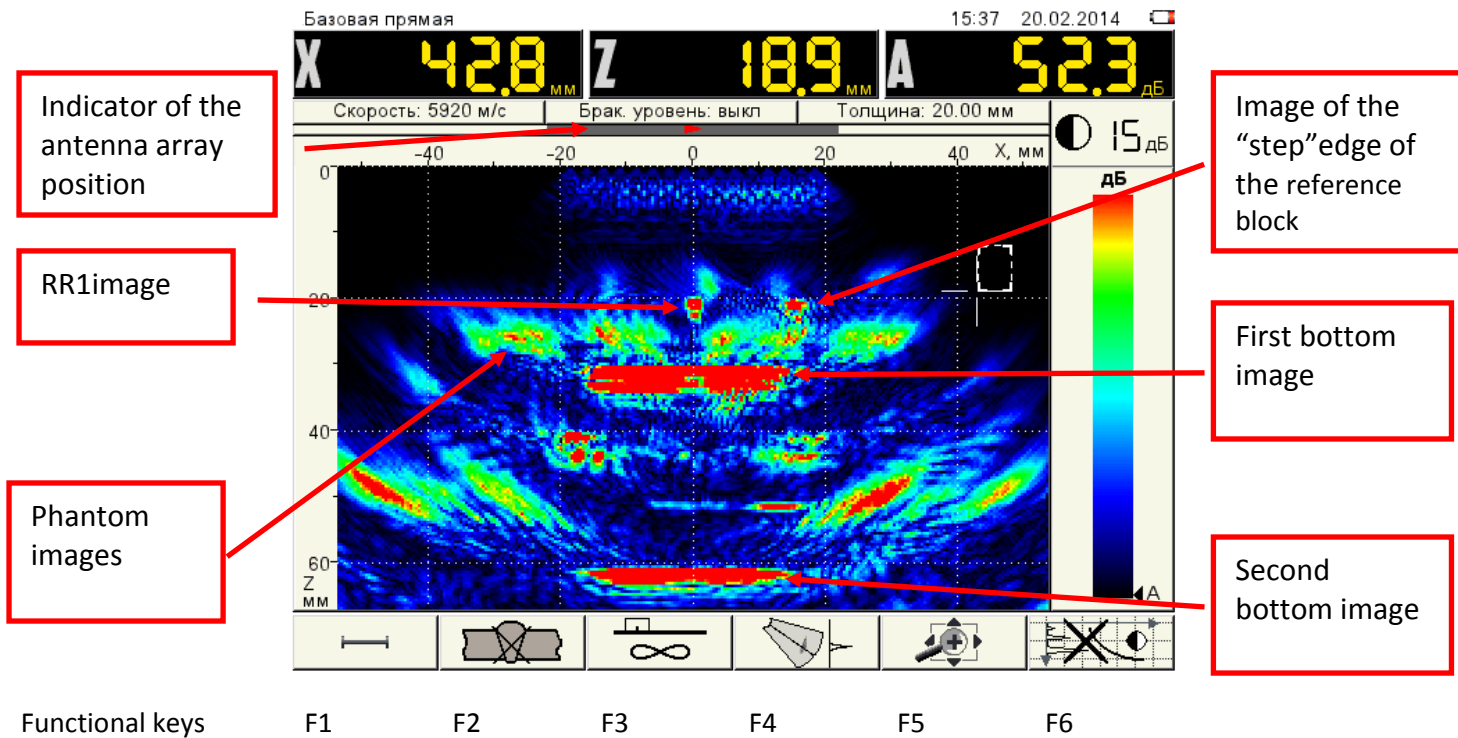 Базовая прямая 15:37 20.02.2014
X 42.8 мм Z 18.9 мм A 52.3 дБ
Скорость: 5920 м/с Брак. уровень: выкл Толщина: 20.00 мм
15 дБ
-40 -20 0 20 40 X, мм
дБ
0
20
40
60
Z
мм
A
Indicator of the
antenna array
position
RR1image
Phantom
images
Image of the
“step”edge of
the reference
block
First bottom
image
Second
bottom image
Functional keys F1 F2 F3 F4 F5 F6